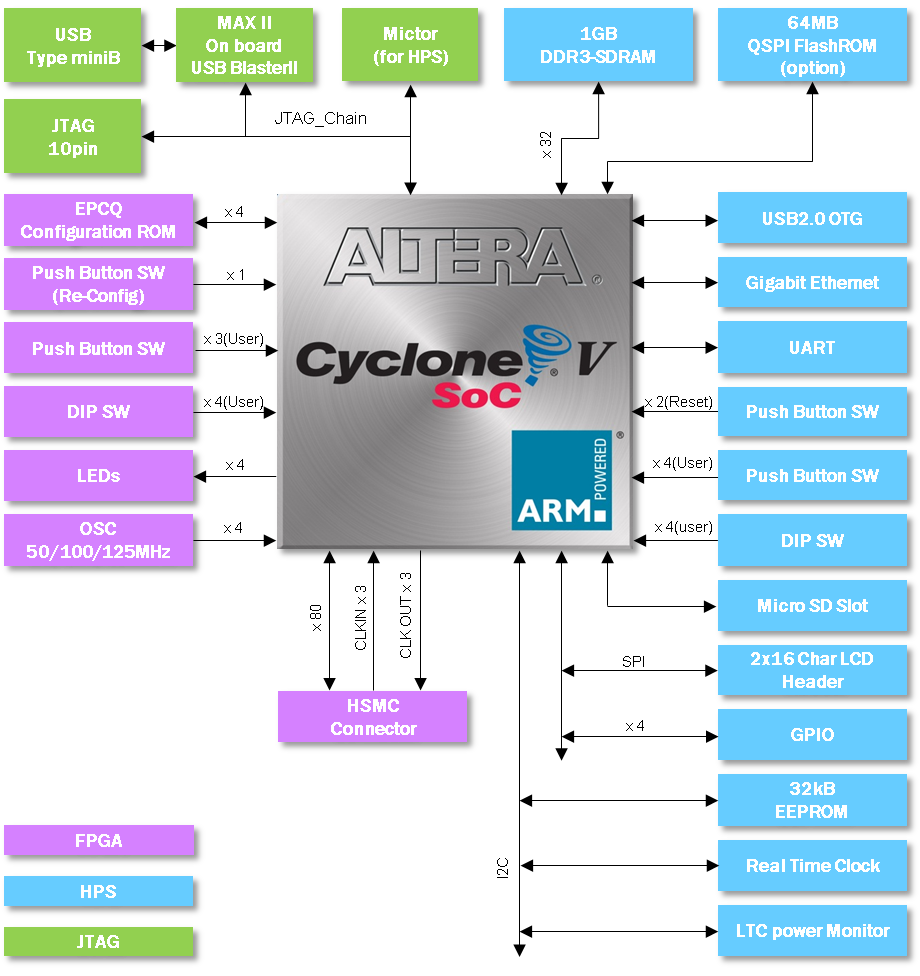 USB
Type miniB
MAX II
On board
USB BlasterII
Mictor
(for HPS)
1GB
DDR3-SDRAM
64MB
QSPI FlashROM
(option)
JTAG
10pin
JTAG_Chain
x 32
EPCQ
Configuration ROM
x 4
Push Button SW
(Re-Config)
x 1
Push Button SW
x 3(User)
DIP SW
x 4(User)
LEDs
x 4
OSC
50/100/125MHz
x 4
ALTERA
®
Cyclone
®
V
SoC
ARM
POWERED
®
USB2.0 OTG
Gigabit Ethernet
UART
x 2(Reset)
Push Button SW
x 4(User)
Push Button SW
x 4(user)
DIP SW
Micro SD Slot
SPI
2x16 Char LCD
Header
x 4
GPIO
32kB
EEPROM
I2C
Real Time Clock
LTC power Monitor
x 80
CLKIN x 3
CLK OUT x 3
HSMC
Connector
FPGA
HPS
JTAG